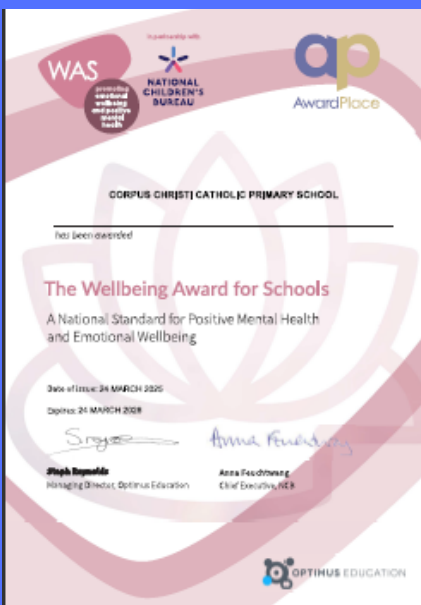 in partnership with
WAS
promoting
emotional
wellbeing
and positive
mental
health
NATIONAL
CHILDREN'S
BUREAU
ap
AwardPlace
CORPUS CHRISTI CATHOLIC PRIMARY SCHOOL
has been awarded
The Wellbeing Award for Schools
A National Standard for Positive Mental Health
and Emotional Wellbeing
Date of issue: 24 MARCH 2025
Expires: 24 MARCH 2028
Steph Reynolds
Anna Feuchtwang
Managing Director, Optimus Education
Chief Executive, NCB
OPTIMUS EDUCATION